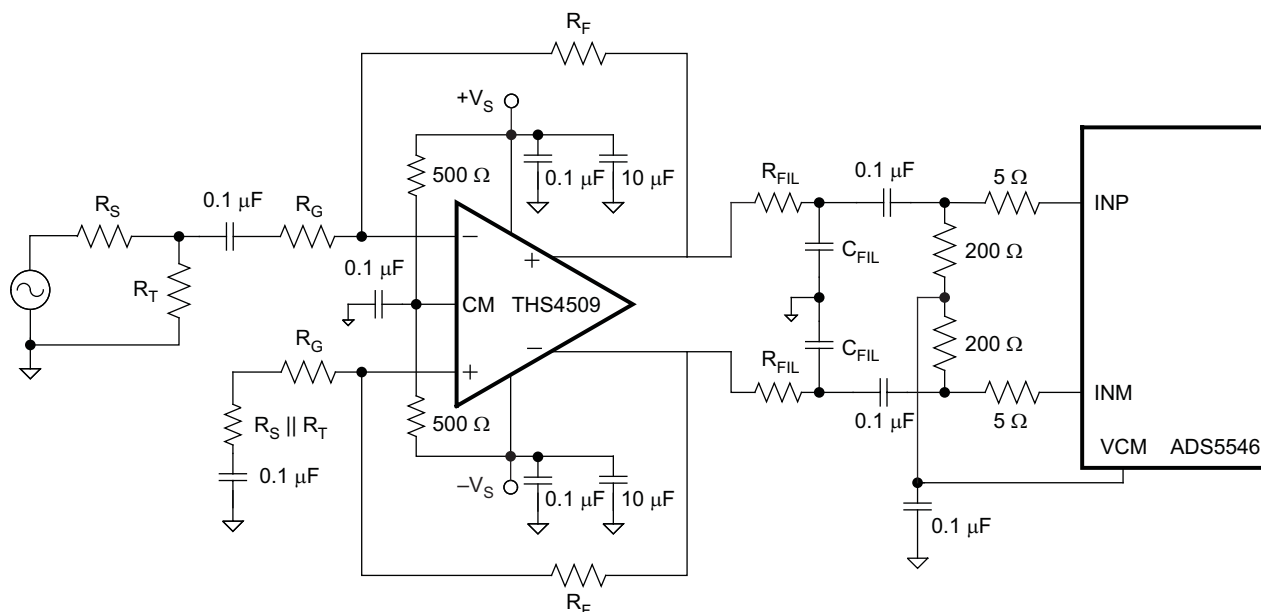 R_F
+V_S
500 Ω
0.1 μF
10 μF
R_FIL
0.1 μF
5 Ω
INP
R_S
0.1 μF
R_G
−
+
C_FIL
200 Ω
R_T
0.1 μF
CM
THS4509
R_G
+
−
R_FIL
C_FIL
200 Ω
0.1 μF
5 Ω
INM
R_S || R_T
500 Ω
VCM
ADS5546
0.1 μF
−V_S
0.1 μF
10 μF
0.1 μF
R_F